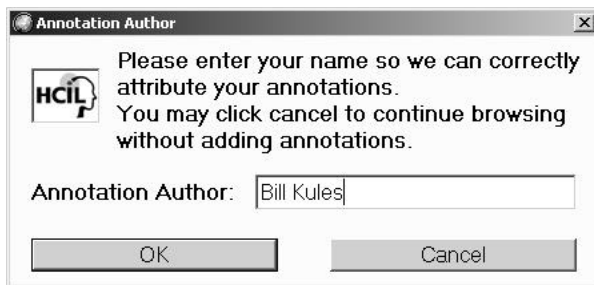 Annotation Author
Please enter your name so we can correctly
attribute your annotations.
You may click cancel to continue browsing
without adding annotations.
HCIL
Annotation Author: Bill Kules
OK Cancel